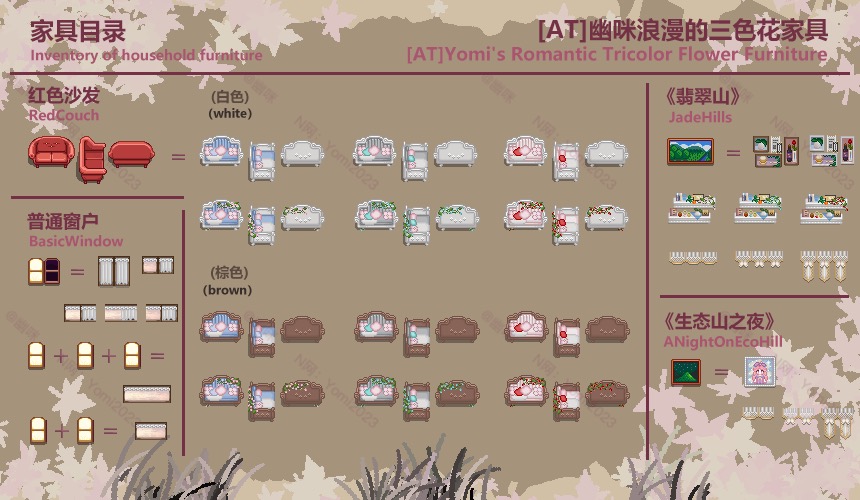 家具目录
Inventory of household furniture
[AT]幽咪浪漫的三色花家具
[AT]Yomi's Romantic Tricolor Flower Furniture
红色沙发
RedCouch
(白色)
(white)
《翡翠山》
JadeHills
普通窗户
BasicWindow
(棕色)
(brown)
《生态山之夜》
ANightOnEcoHill